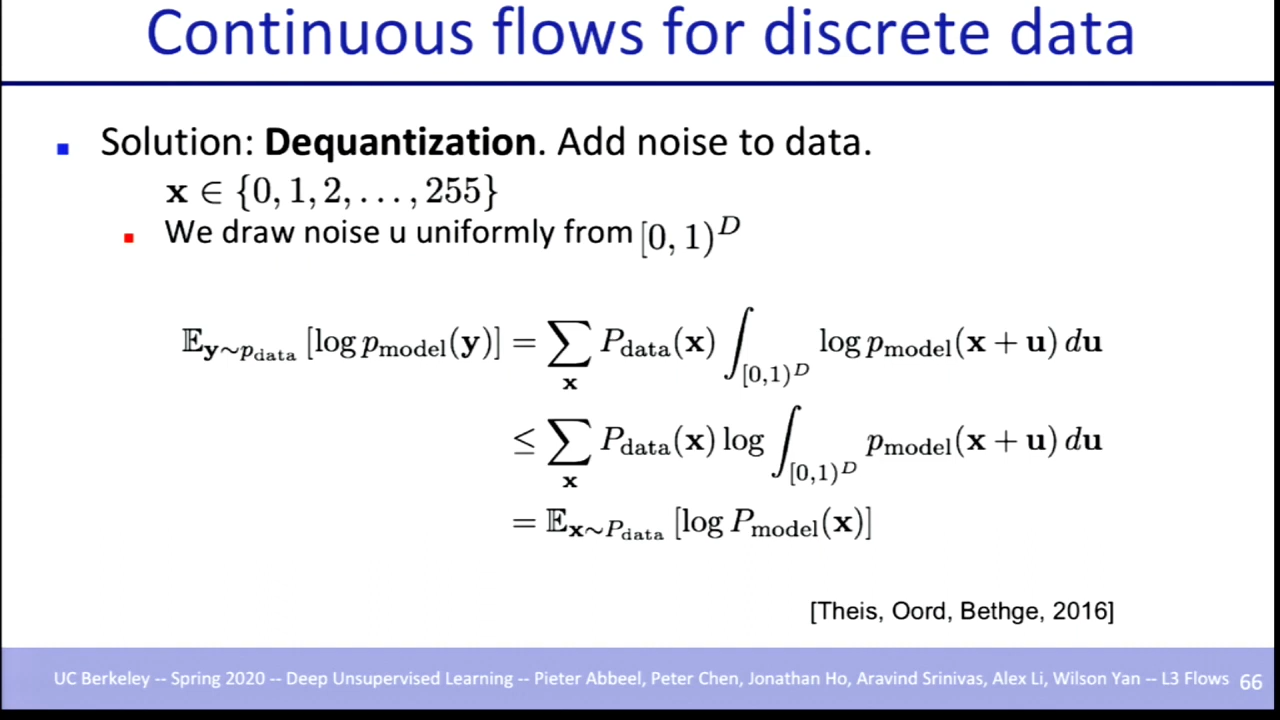 Continuous flows for discrete data
Solution: Dequantization. Add noise to data.
x ∈ {0, 1, 2, . . . , 255}
We draw noise u uniformly from [0, 1)^D
𝔼_{y∼p_data} [log p_model(y)] = ∑_x P_data(x) ∫_{[0,1)^D} log p_model(x + u) du
≤ ∑_x P_data(x) log ∫_{[0,1)^D} p_model(x + u) du
= 𝔼_{x∼P_data} [log P_model(x)]
[Theis, Oord, Bethge, 2016]
UC Berkeley -- Spring 2020 -- Deep Unsupervised Learning -- Pieter Abbeel, Peter Chen, Jonathan Ho, Aravind Srinivas, Alex Li, Wilson Yan -- L3 Flows 66